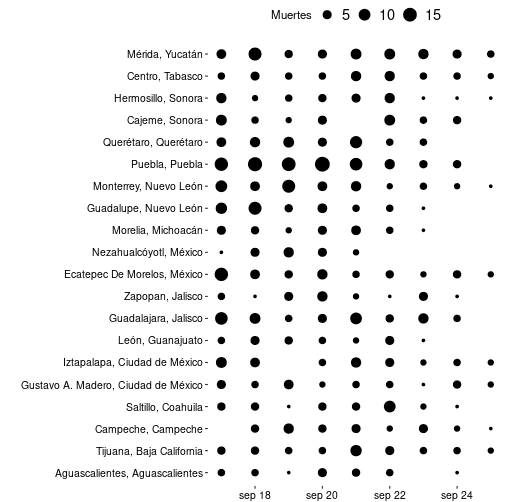 Muertes 5 10 15
Mérida, Yucatán
Centro, Tabasco
Hermosillo, Sonora
Cajeme, Sonora
Querétaro, Querétaro
Puebla, Puebla
Monterrey, Nuevo León
Guadalupe, Nuevo León
Morelia, Michoacán
Nezahualcóyotl, México
Ecatepec De Morelos, México
Zapopan, Jalisco
Guadalajara, Jalisco
León, Guanajuato
Iztapalapa, Ciudad de México
Gustavo A. Madero, Ciudad de México
Saltillo, Coahuila
Campeche, Campeche
Tijuana, Baja California
Aguascalientes, Aguascalientes
sep 18 sep 20 sep 22 sep 24